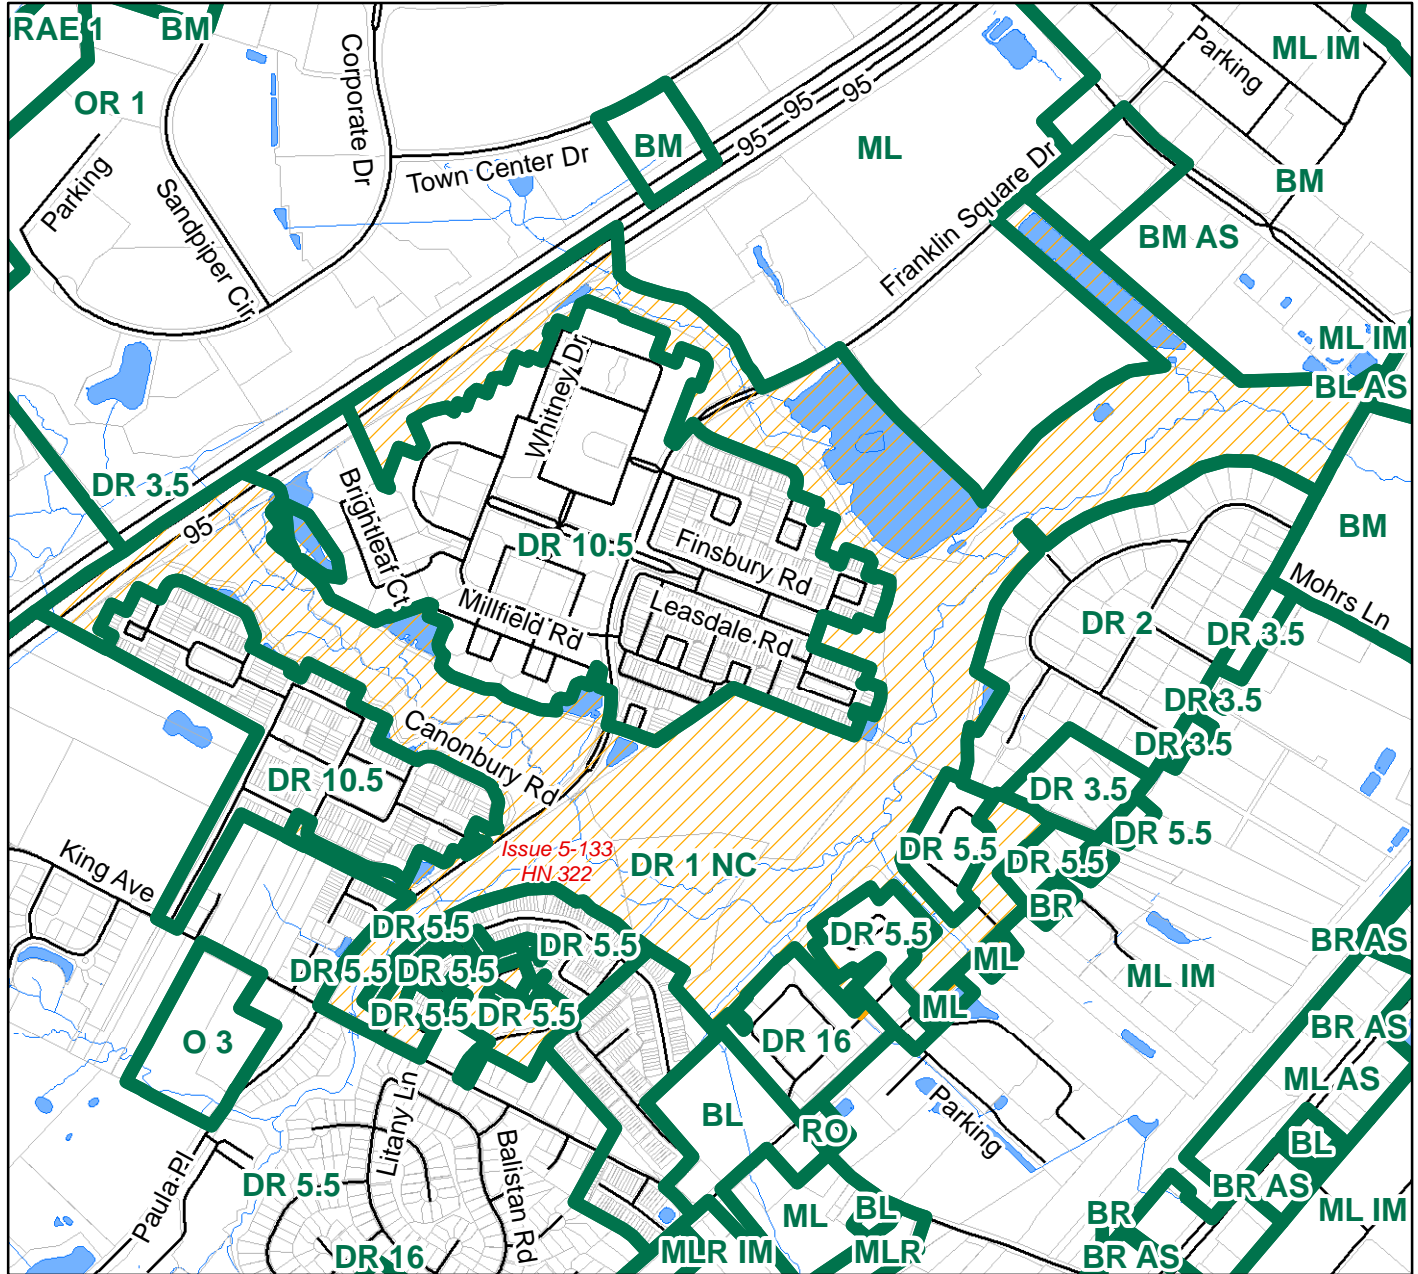 RAE 1
BM
OR 1
Parking
Sandpiper Cir
Corporate Dr
Town Center Dr
BM
95
95
95
ML
Parking
ML IM
Franklin Square Dr
BM
BM AS
ML IM
BL AS
DR 3.5
95
Whitney Dr
Brightleaf Ct
DR 10.5
Finsbury Rd
Leasdale Rd
Millfield Rd
BM
Mohrs Ln
DR 2
DR 3.5
DR 3.5
DR 3.5
DR 3.5
DR 5.5
Canonbury Rd
DR 10.5
King Ave
Issue 5-133
HN 322
DR 1 NC
DR 5.5
DR 5.5
BR
DR 5.5
DR 5.5
DR 5.5
DR 5.5
DR 5.5
DR 5.5
DR 5.5
ML
ML
ML IM
BR AS
BR AS
ML AS
O 3
DR 16
BL
RO
Parking
BL
BR AS
Paula Pl
Litany Ln
Balistan Rd
DR 5.5
DR 16
MLR IM
ML
BL
MLR
BR
BR AS
ML IM